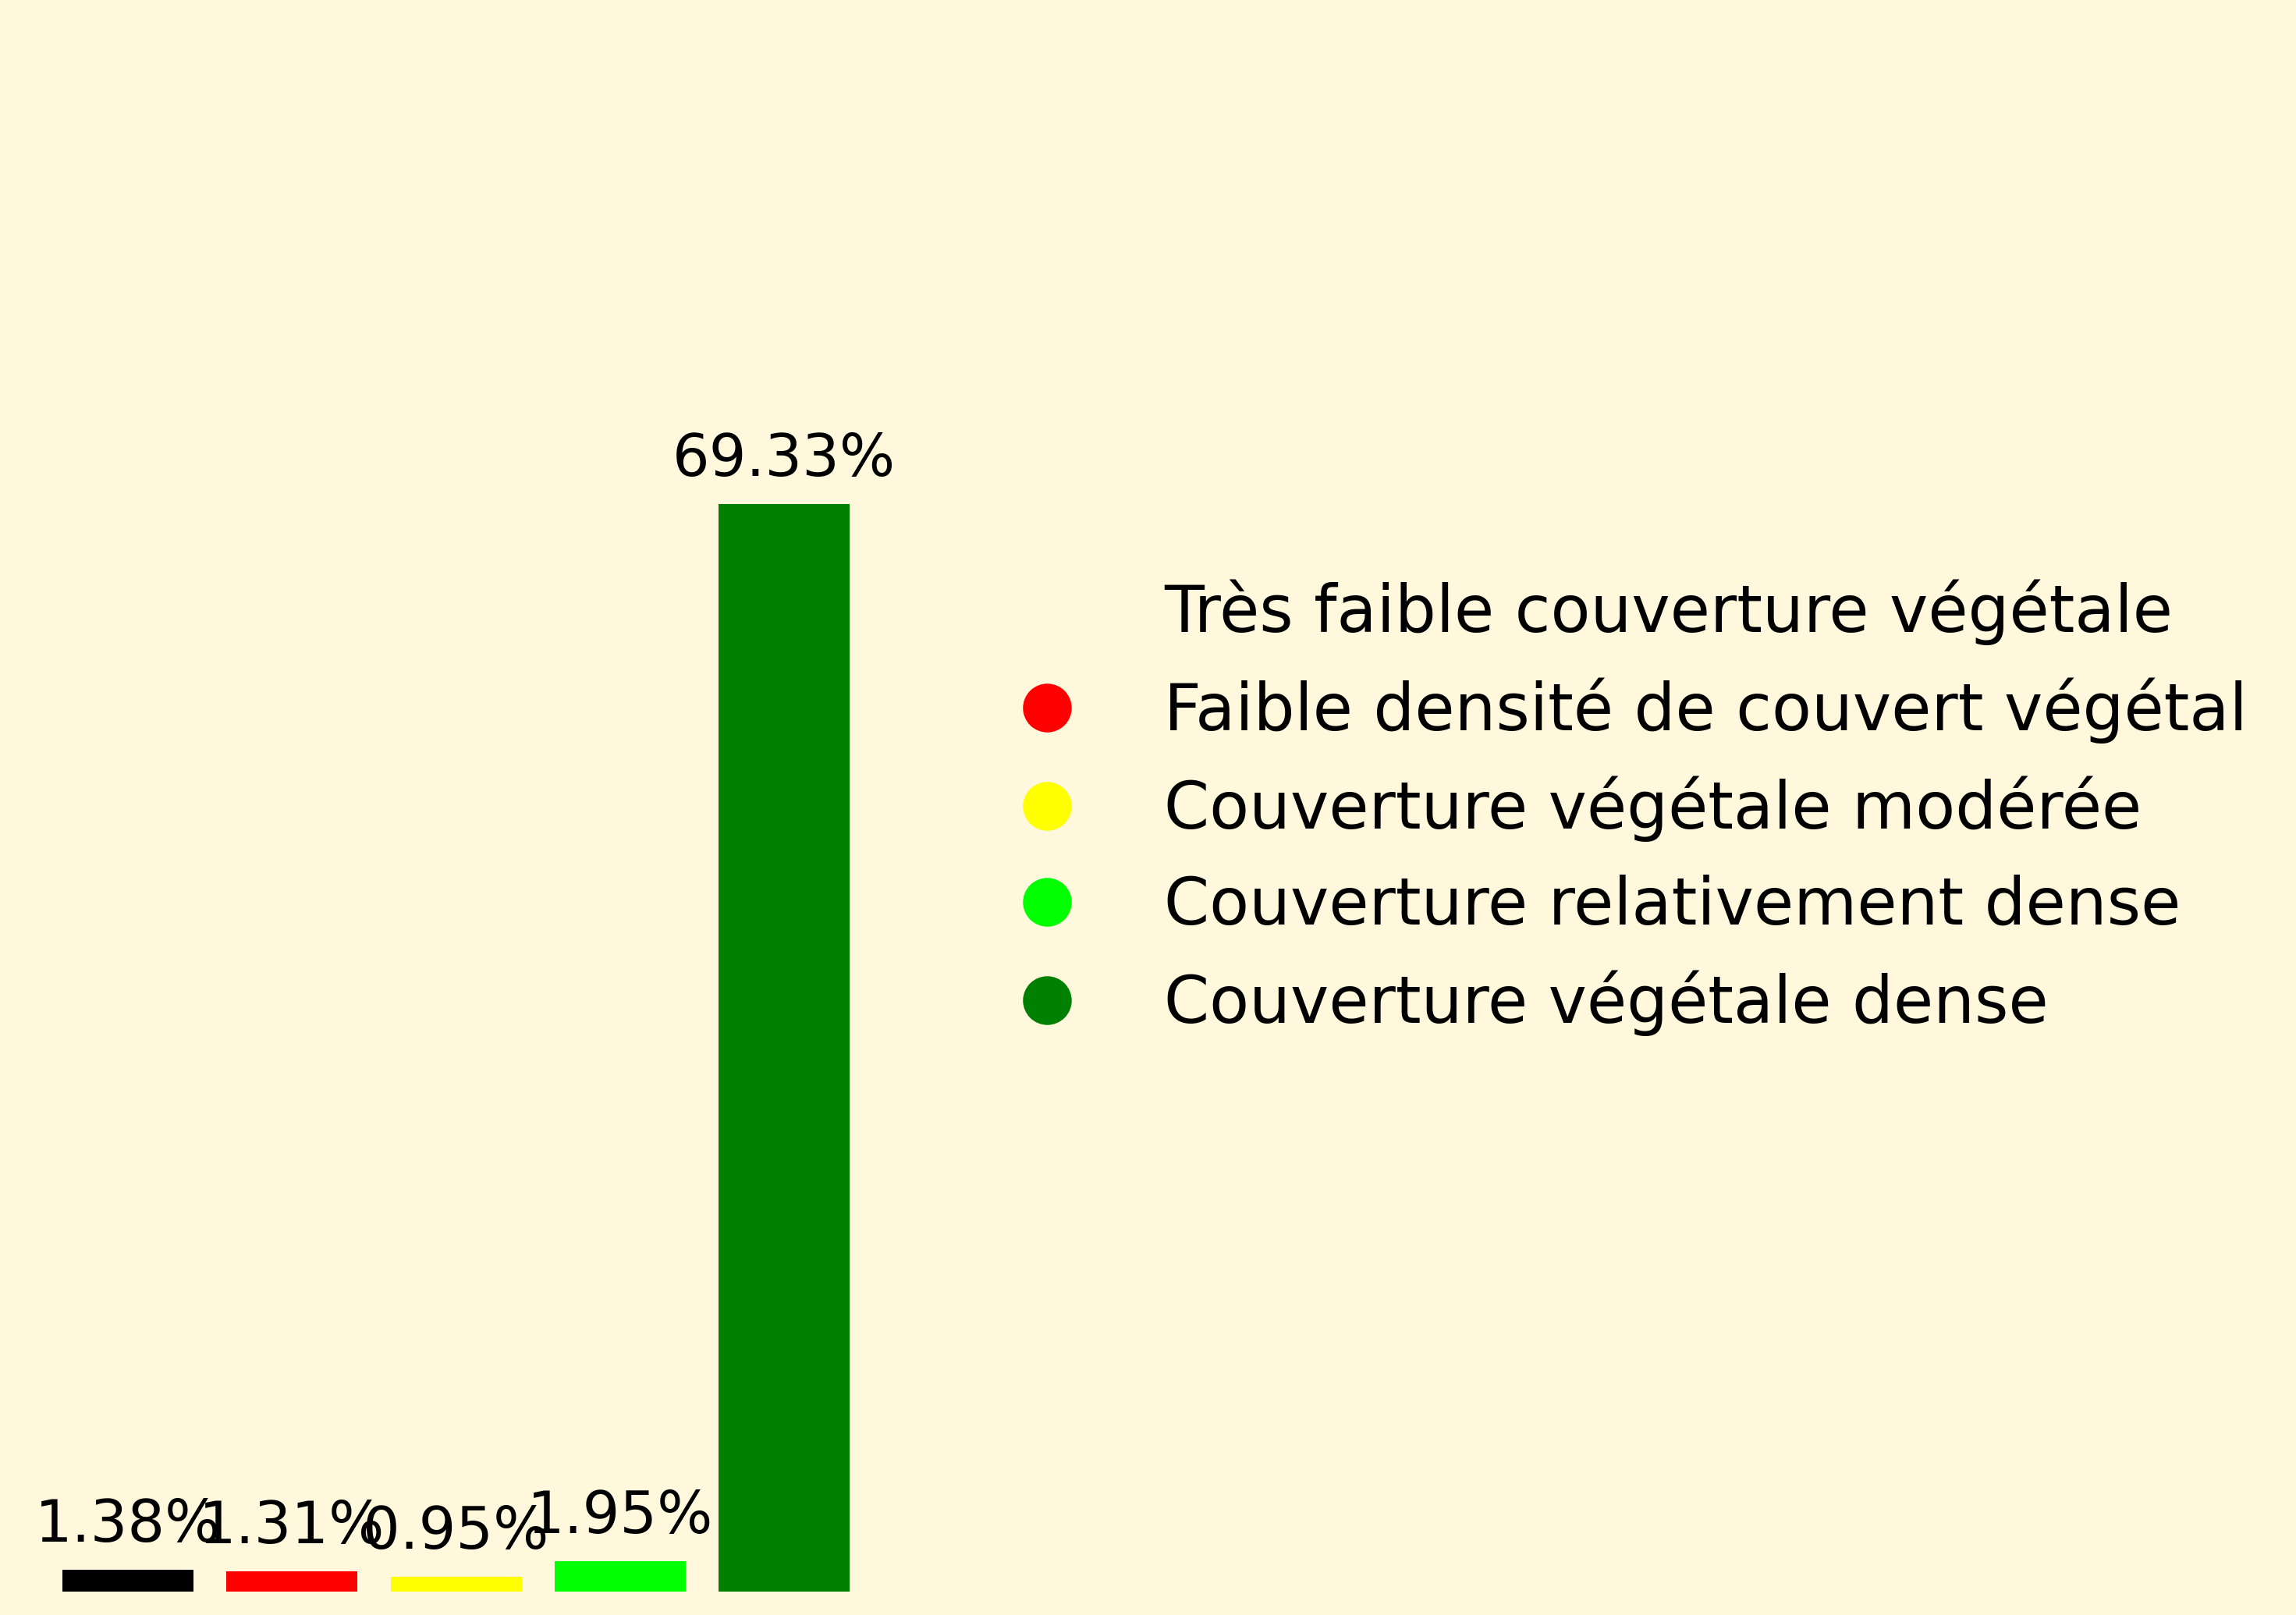 69.33%
Très faible couverture végétale
Faible densité de couvert végétal
Couverture végétale modérée
Couverture relativement dense
Couverture végétale dense
1.38% 1.31% 0.95% 1.95%